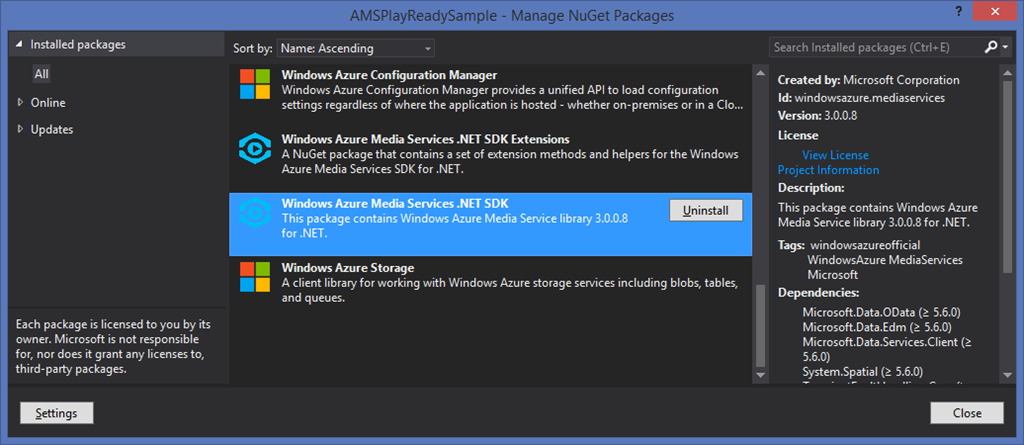 AMSPlayReadySample - Manage NuGet Packages
?
Installed packages
All
Online
Updates
Each package is licensed to you by its
owner. Microsoft is not responsible
for, nor does it grant any licenses to,
third-party packages.
Settings
Sort by: Name: Ascending
Windows Azure Configuration Manager
Windows Azure Configuration Manager provides a unified API to load configuration
settings regardless of where the application is hosted - whether on-premises or in a Clo...
Windows Azure Media Services .NET SDK Extensions
A NuGet package that contains a set of extension methods and helpers for the Windows
Azure Media Services SDK for .NET.
Windows Azure Media Services .NET SDK
This package contains Windows Azure Media Service library 3.0.0.8
for .NET.
Uninstall
Windows Azure Storage
A client library for working with Windows Azure storage services including blobs, tables,
and queues.
Search Installed packages (Ctrl+E)
Created by: Microsoft Corporation
Id: windowsazure.mediaservices
Version: 3.0.0.8
License
View License
Project Information
Description:
This package contains Windows Azure
Media Service library 3.0.0.8 for .NET.
Tags: windowsazureofficial
WindowsAzure MediaServices
Microsoft
Dependencies:
Microsoft.Data.OData (≥ 5.6.0)
Microsoft.Data.Edm (≥ 5.6.0)
Microsoft.Data.Services.Client (≥
5.6.0)
System.Spatial (≥ 5.6.0)
Close